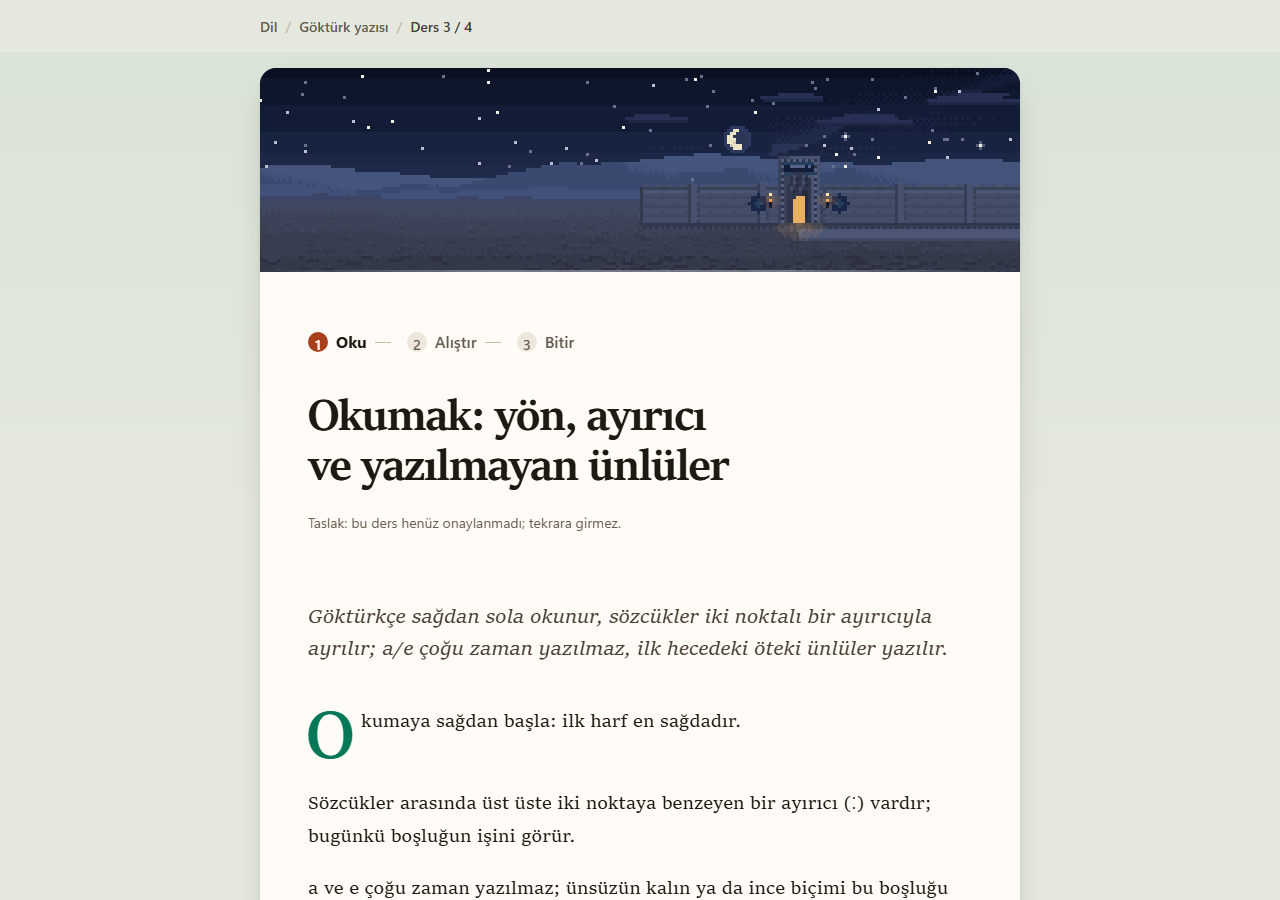 Dil / Göktürk yazısı / Ders 3 / 4
1 Oku — 2 Alıştır — 3 Bitir
Okumak: yön, ayırıcı
ve yazılmayan ünlüler
Taslak: bu ders henüz onaylanmadı; tekrara girmez.
Göktürkçe sağdan sola okunur, sözcükler iki noktalı bir ayırıcıyla
ayrılır; a/e çoğu zaman yazılmaz, ilk hecedeki öteki ünlüler yazılır.
Okumaya sağdan başla: ilk harf en sağdadır.
Sözcükler arasında üst üste iki noktaya benzeyen bir ayırıcı (:) vardır;
bugünkü boşluğun işini görür.
a ve e çoğu zaman yazılmaz; ünsüzün kalın ya da ince biçimi bu boşluğu